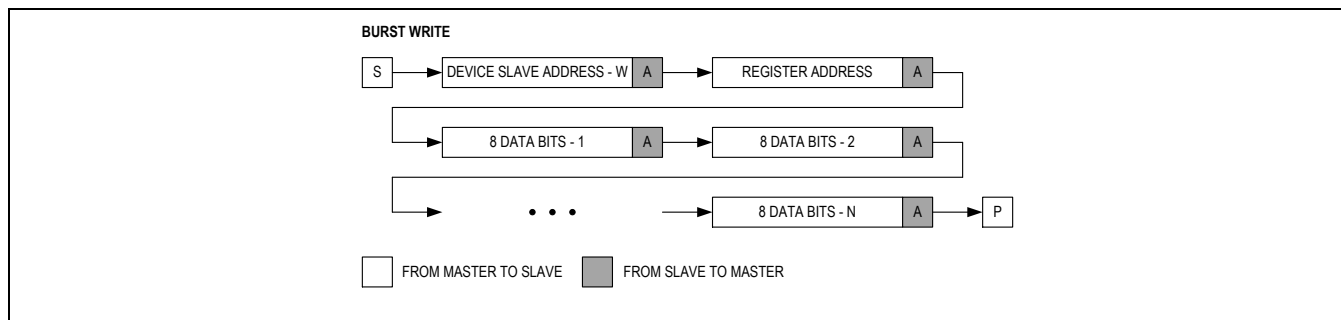 BURST WRITE
S DEVICE SLAVE ADDRESS - W A REGISTER ADDRESS A
8 DATA BITS - 1 A 8 DATA BITS - 2 A
• • • 8 DATA BITS - N A P
FROM MASTER TO SLAVE FROM SLAVE TO MASTER